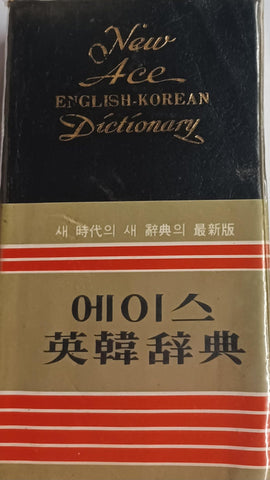 New
Ace
ENGLISH-KOREAN
Dictionary
새 時代의 새 辭典의 最新版
에이스
英韓辞典